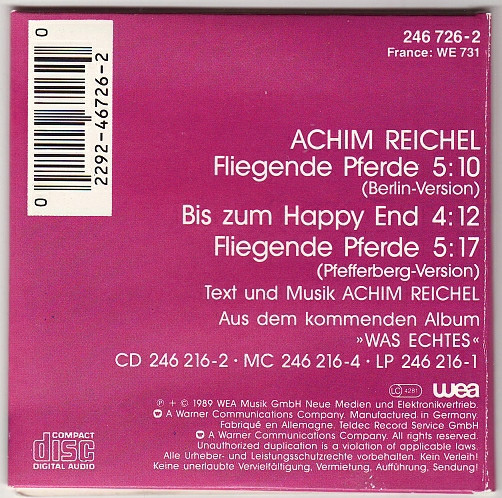 246 726-2
France: WE 731
0 02292-46726-2 0
ACHIM REICHEL
Fliegende Pferde 5:10
(Berlin-Version)
Bis zum Happy End 4:12
Fliegende Pferde 5:17
(Pfefferberg-Version)
Text und Musik ACHIM REICHEL
Aus dem kommenden Album
»WAS ECHTES«
CD 246 216-2 · MC 246 216-4 · LP 246 216-1
LC 4281 wea
℗ + © 1989 WEA Musik GmbH Neue Medien und Elektronikvertrieb.
A Warner Communications Company. Manufactured in Germany.
Fabriqué en Allemagne. Teldec Record Service GmbH
A Warner Communications Company. All rights reserved.
Unauthorized duplication is a violation of applicable laws.
Alle Urheber- und Leistungsschutzrechte vorbehalten. Kein Verleih!
Keine unerlaubte Vervielfältigung, Vermietung, Aufführung, Sendung!
COMPACT
disc
DIGITAL AUDIO